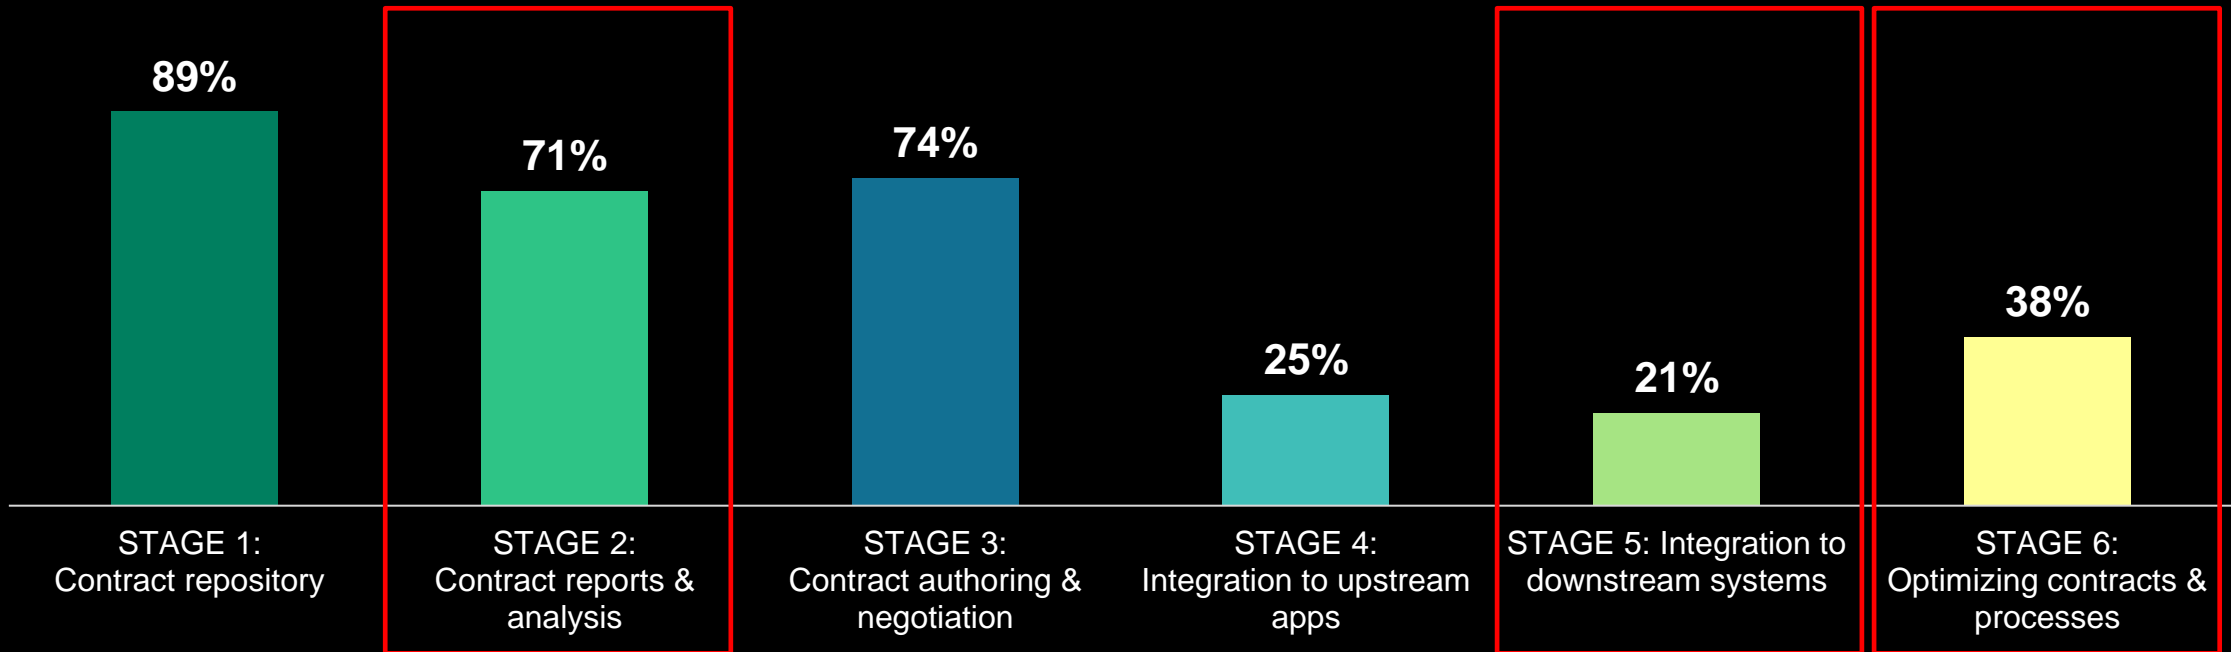 89%
71%
74%
25%
21%
38%
STAGE 1:
Contract repository
STAGE 2:
Contract reports &
analysis
STAGE 3:
Contract authoring &
negotiation
STAGE 4:
Integration to upstream
apps
STAGE 5: Integration to
downstream systems
STAGE 6:
Optimizing contracts &
processes